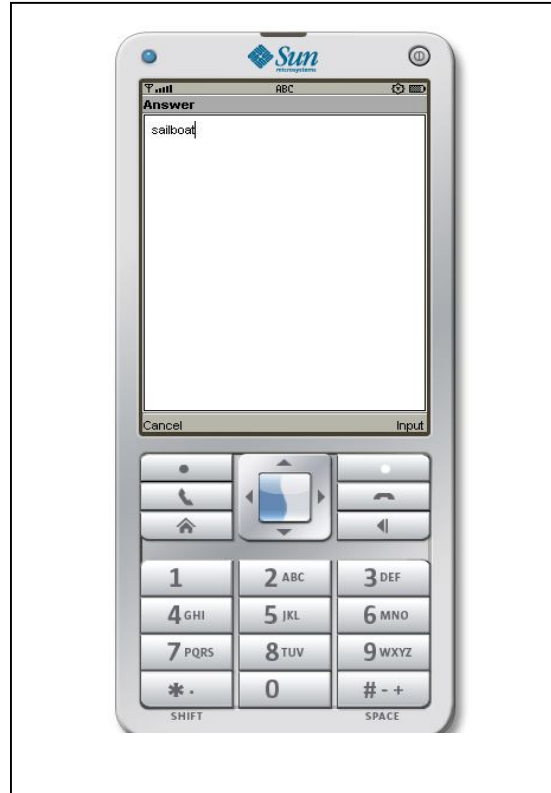 Sun
microsystems
ABC
Answer
sailboat
Cancel Input
1 2 ABC 3 DEF
4 GHI 5 JKL 6 MNO
7 PQRS 8 TUV 9 WXYZ
* . 0 # - +
SHIFT SPACE